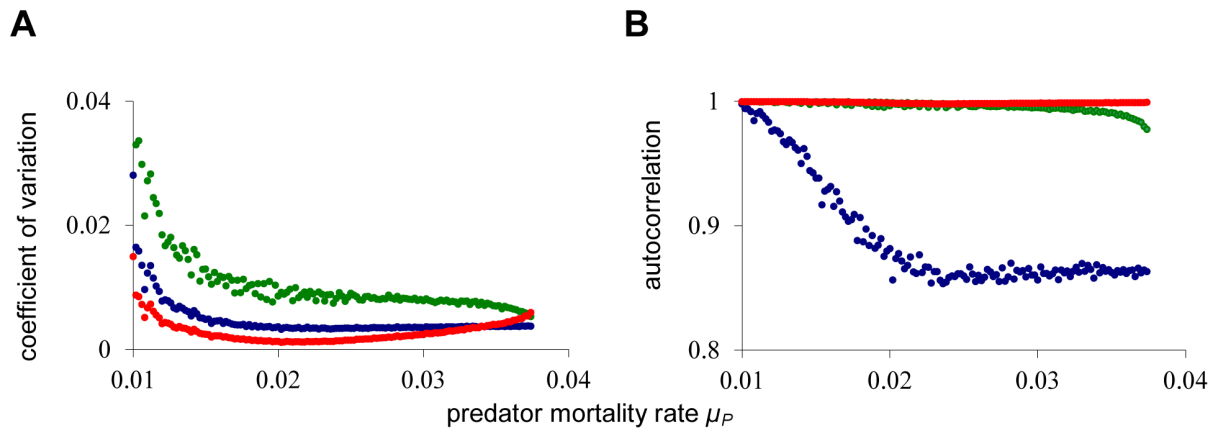 A
B
coefficient of variation
0.04
0.02
0
0.01
0.02
0.03
0.04
autocorrelation
1
0.9
0.8
0.01
0.02
0.03
0.04
predator mortality rate μP